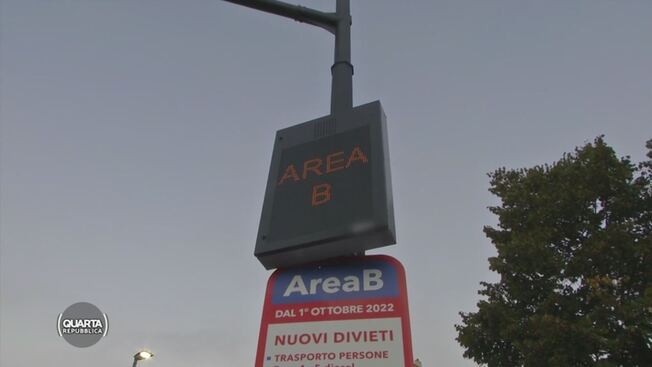 AREA
B
AreaB
DAL 1° OTTOBRE 2022
NUOVI DIVIETI
TRASPORTO PERSONE
QUARTA
REPUBBLICA